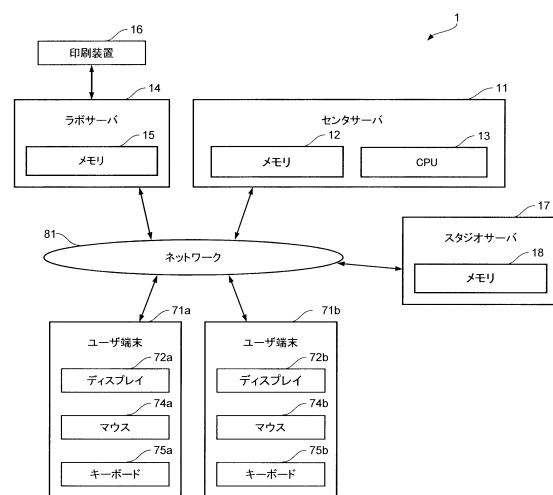 1
16
印刷装置
14
ラボサーバ
15
メモリ
11
センタサーバ
12
メモリ
13
CPU
17
スタジオサーバ
18
メモリ
81
ネットワーク
71a
ユーザ端末
72a
ディスプレイ
74a
マウス
75a
キーボード
71b
ユーザ端末
72b
ディスプレイ
74b
マウス
75b
キーボード